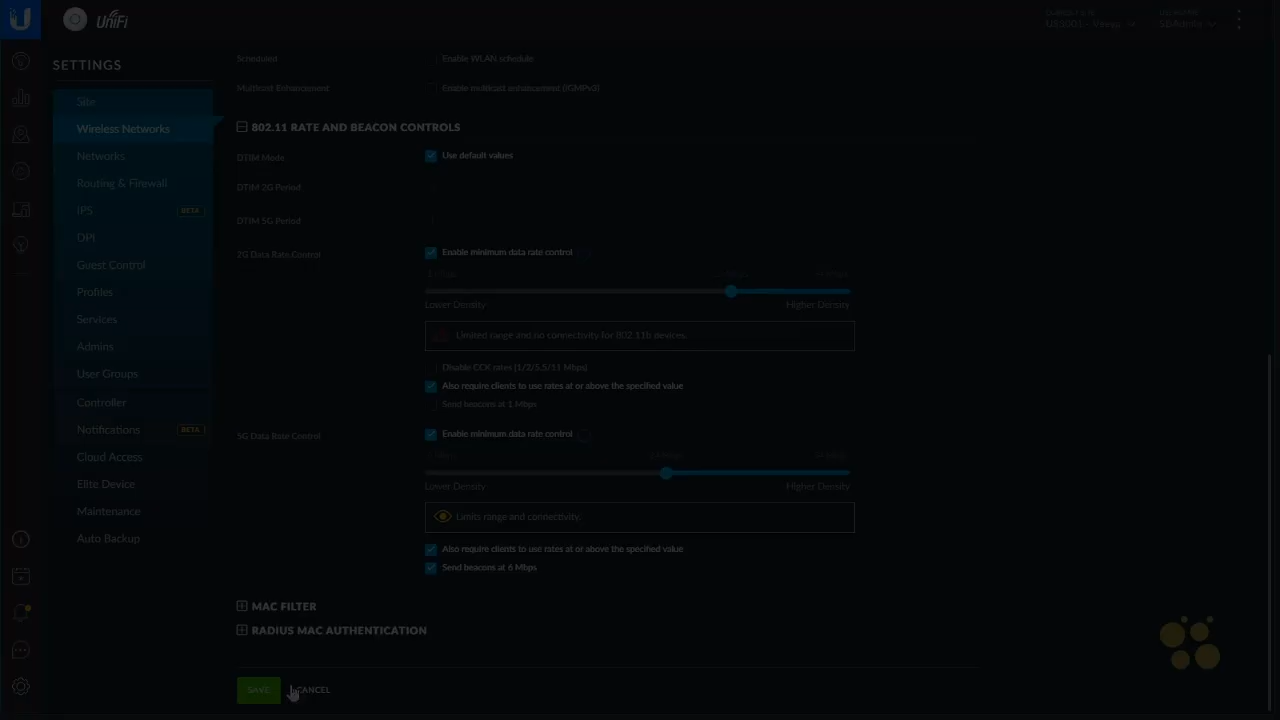 UniFi
SETTINGS
Site
Wireless Networks
Networks
Routing & Firewall
IPS BETA
DPI
Guest Control
Profiles
Services
Admins
User Groups
Controller
Notifications BETA
Cloud Access
Elite Device
Maintenance
Auto Backup
Scheduled Enable WLAN schedule
Multicast Enhancement Enable multicast enhancement (IGMPv3)
802.11 RATE AND BEACON CONTROLS
DTIM Mode Use default values
DTIM 2G Period
DTIM 5G Period
2G Data Rate Control Enable minimum data rate control
Lower Density Higher Density
Limited range and no connectivity for 802.11b devices.
Disable CCK rates (1/2/5.5/11 Mbps)
Also require clients to use rates at or above the specified value
Send beacons at 1 Mbps
5G Data Rate Control Enable minimum data rate control
Lower Density Higher Density
Limits range and connectivity.
Also require clients to use rates at or above the specified value
Send beacons at 6 Mbps
MAC FILTER
RADIUS MAC AUTHENTICATION
SAVE CANCEL